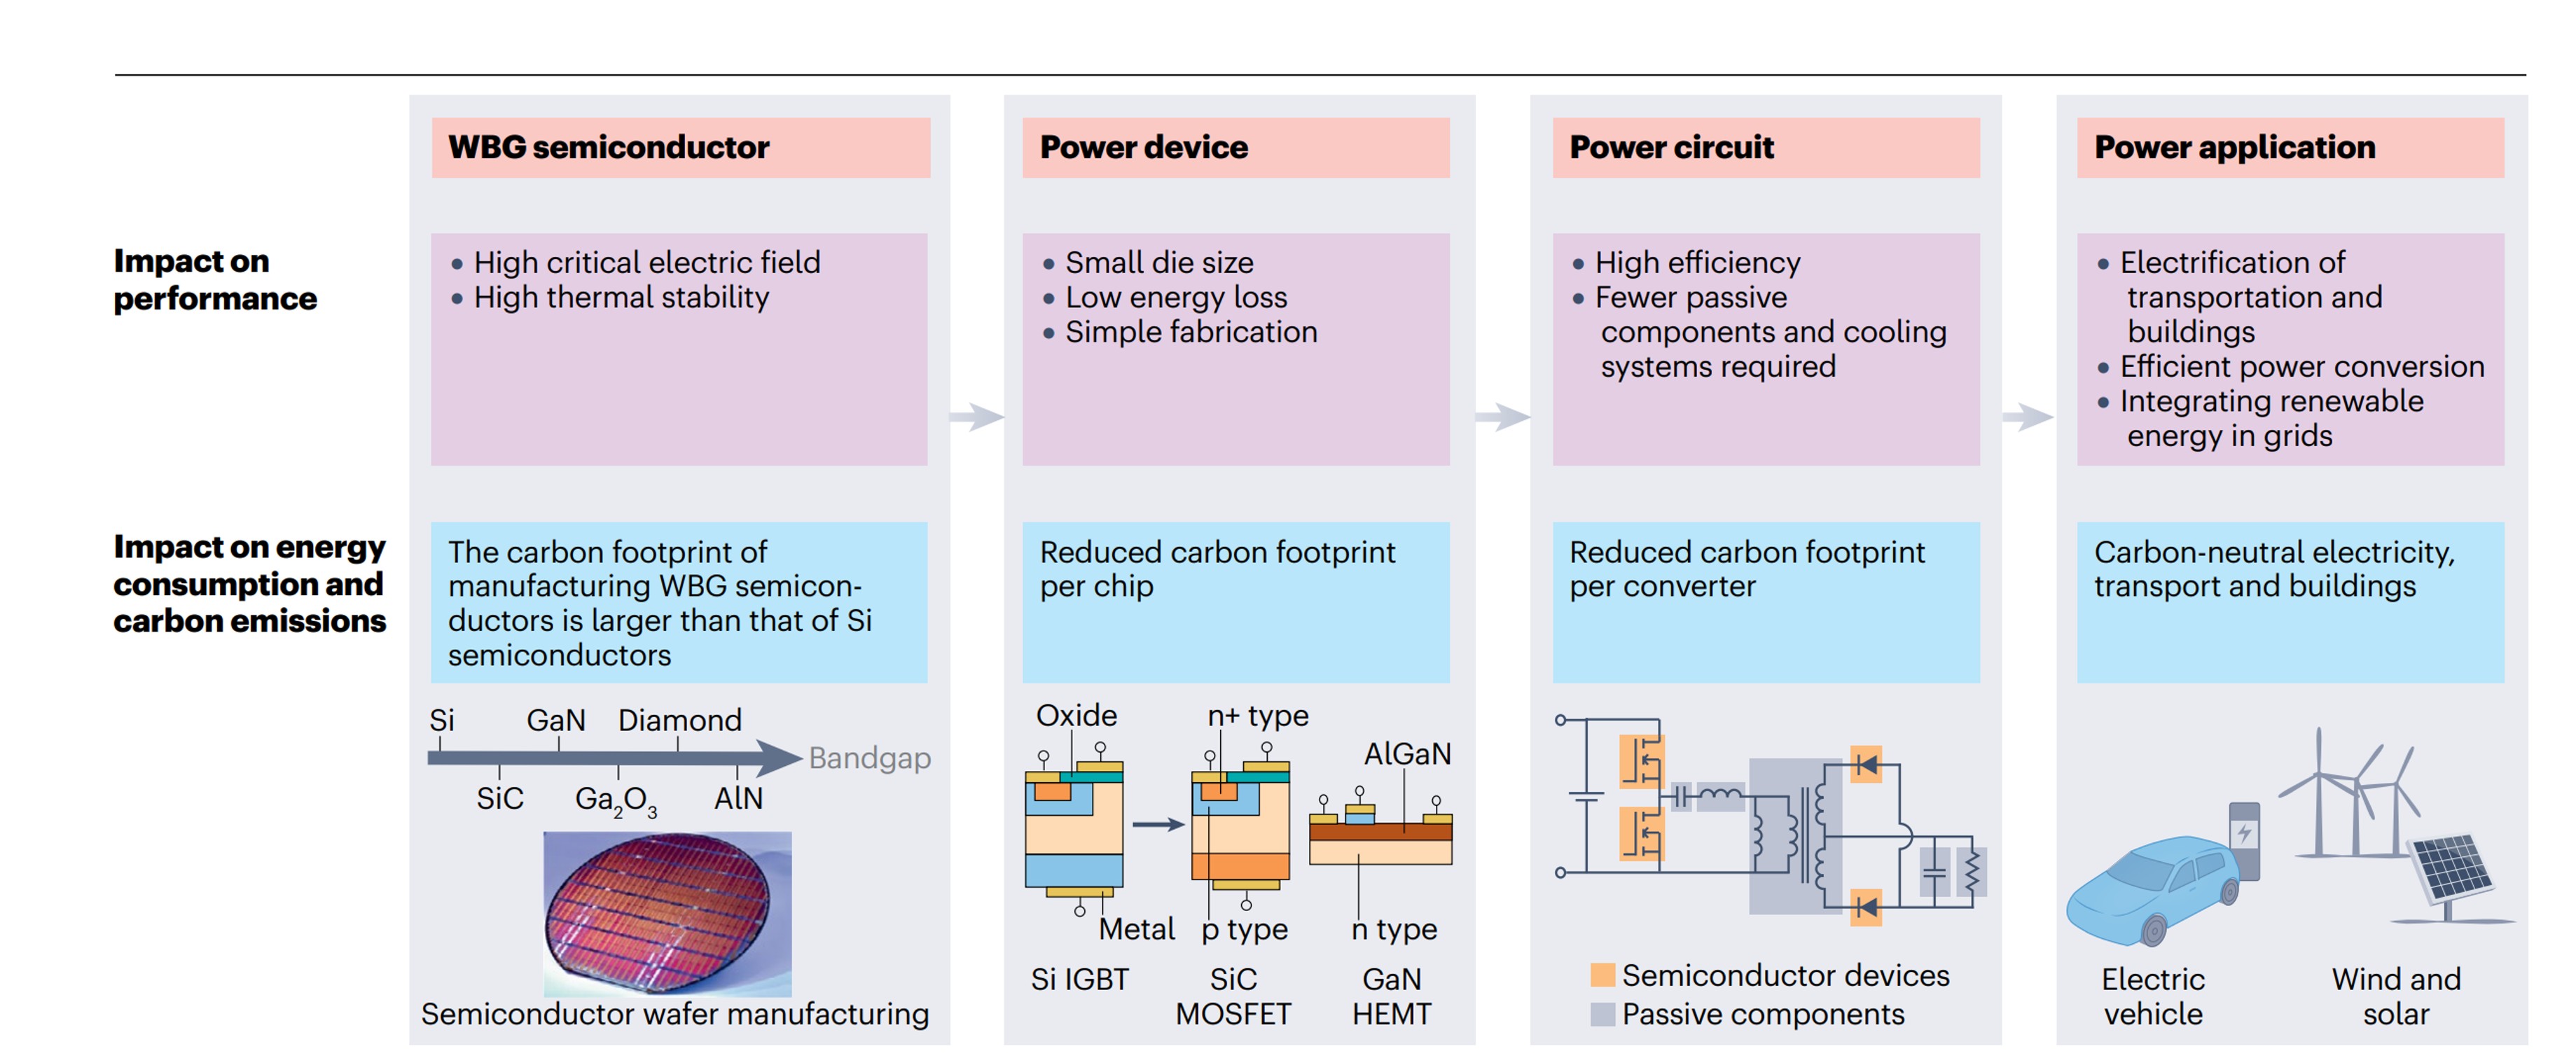 WBG semiconductor
Power device
Power circuit
Power application
Impact on
performance
• High critical electric field
• High thermal stability
• Small die size
• Low energy loss
• Simple fabrication
• High efficiency
• Fewer passive
components and cooling
systems required
• Electrification of
transportation and
buildings
• Efficient power conversion
• Integrating renewable
energy in grids
Impact on energy
consumption and
carbon emissions
The carbon footprint of
manufacturing WBG semicon-
ductors is larger than that of Si
semiconductors
Reduced carbon footprint
per chip
Reduced carbon footprint
per converter
Carbon-neutral electricity,
transport and buildings
Si GaN Diamond
Bandgap
SiC Ga₂O₃ AlN
Semiconductor wafer manufacturing
Oxide n+ type
AlGaN
Metal p type n type
Si IGBT
SiC
MOSFET
GaN
HEMT
Semiconductor devices
Passive components
Electric
vehicle
Wind and
solar